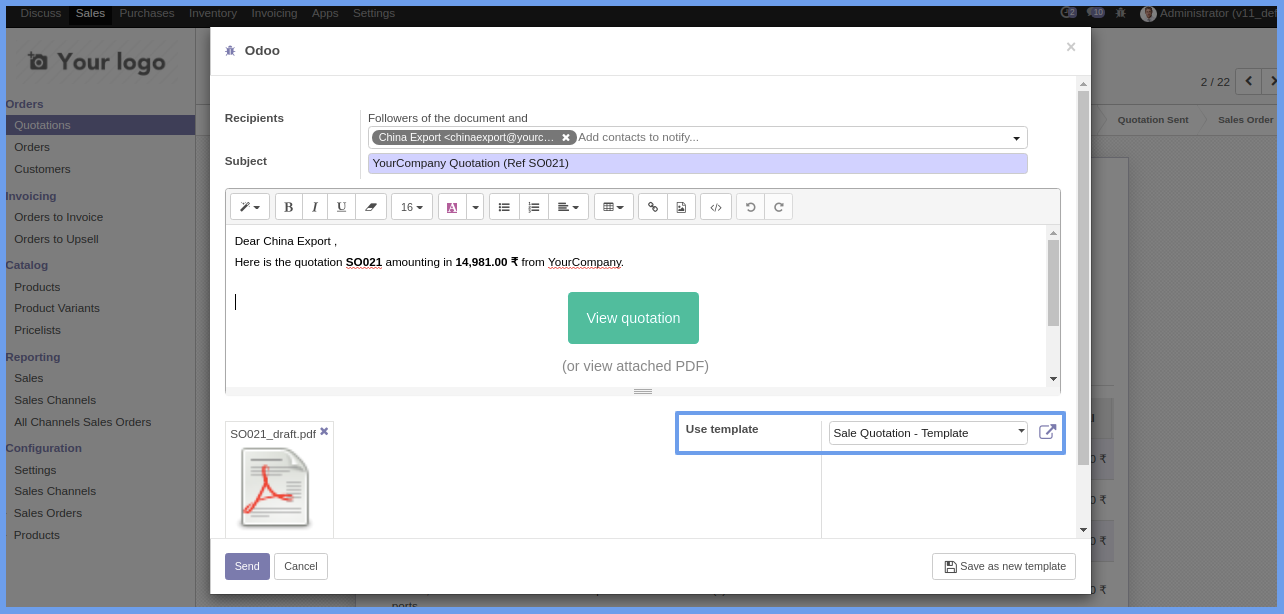 Discuss Sales Purchases Inventory Invoicing Apps Settings 2 10 Administrator (v11_def
Your logo
Odoo ×
2 / 22
Quotation Sent Sales Order
Orders
Quotations
Orders
Customers
Invoicing
Orders to Invoice
Orders to Upsell
Catalog
Products
Product Variants
Pricelists
Reporting
Sales
Sales Channels
All Channels Sales Orders
Configuration
Settings
Sales Channels
Sales Orders
Products
Recipients Followers of the document and
China Export <chinaexport@yourc... ✖ Add contacts to notify...
Subject YourCompany Quotation (Ref SO021)
B I U 16 A </>
Dear China Export ,
Here is the quotation SO021 amounting in 14,981.00 ₹ from YourCompany.
View quotation
(or view attached PDF)
SO021_draft.pdf ✖
Use template Sale Quotation - Template
0 ₹
0 ₹
0 ₹
0 ₹
Send Cancel Save as new template
ports